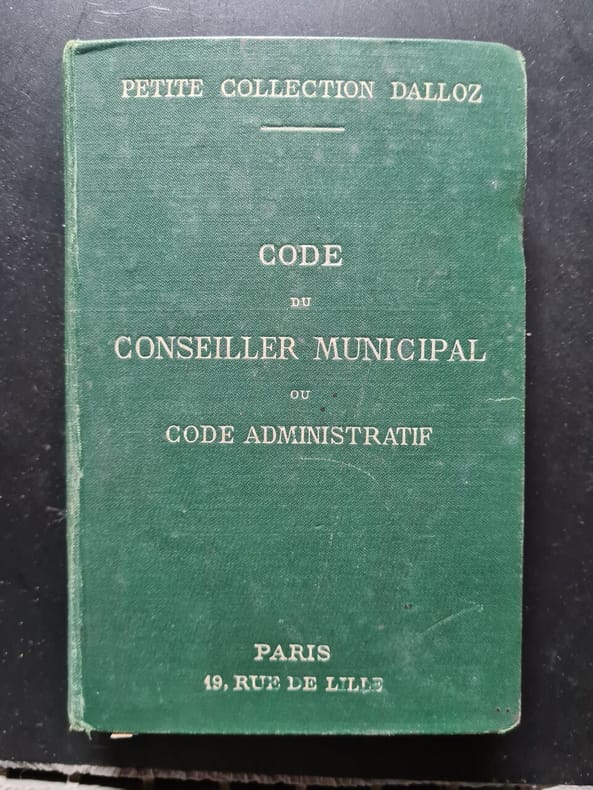 PETITE COLLECTION DALLOZ
CODE
DU
CONSEILLER MUNICIPAL
OU
CODE ADMINISTRATIF
PARIS
19, RUE DE LILLE